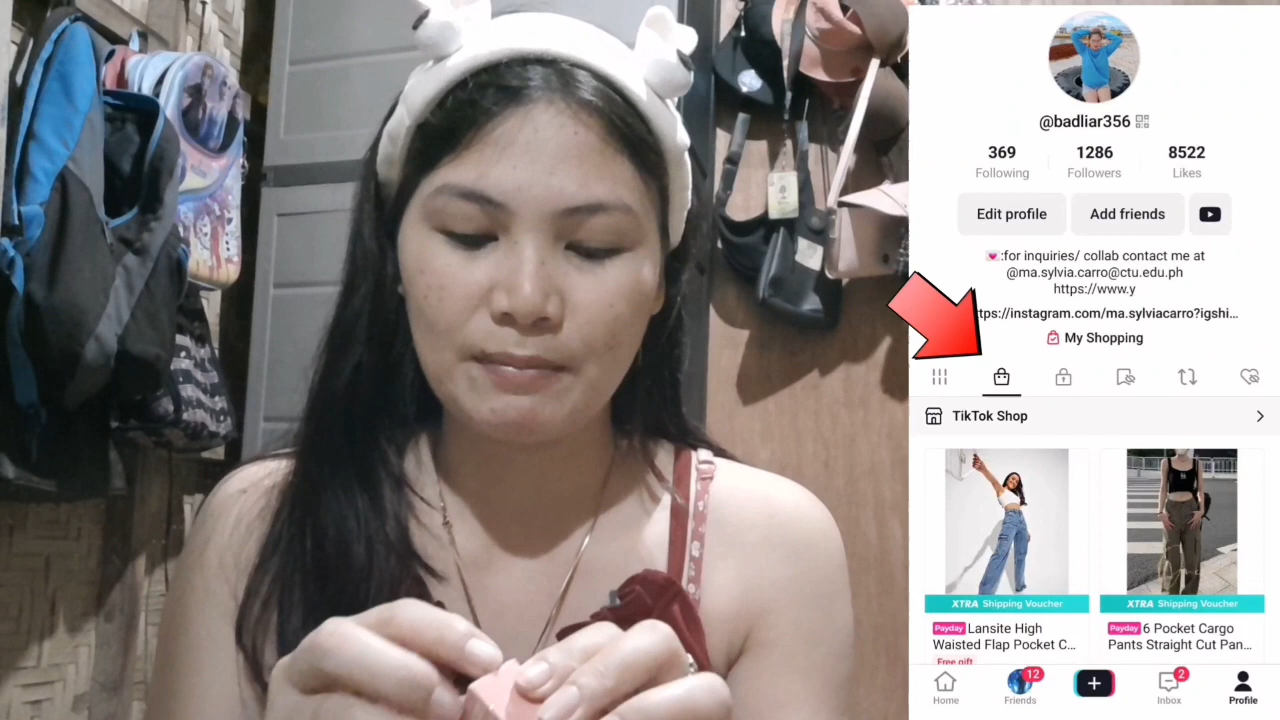 @badliar356
369
1286
8522
Following
Followers
Likes
Edit profile
Add friends
💗:for inquiries/ collab contact me at
@ma.sylvia.carro@ctu.edu.ph
https://www.y
ttps://instagram.com/ma.sylviacarro?igshi...
My Shopping
TikTok Shop
XTRA Shipping Voucher
XTRA Shipping Voucher
Payday Lansite High
Waisted Flap Pocket C...
Payday 6 Pocket Cargo
Pants Straight Cut Pan...
Free gift
12
2
Home
Friends
Inbox
Profile